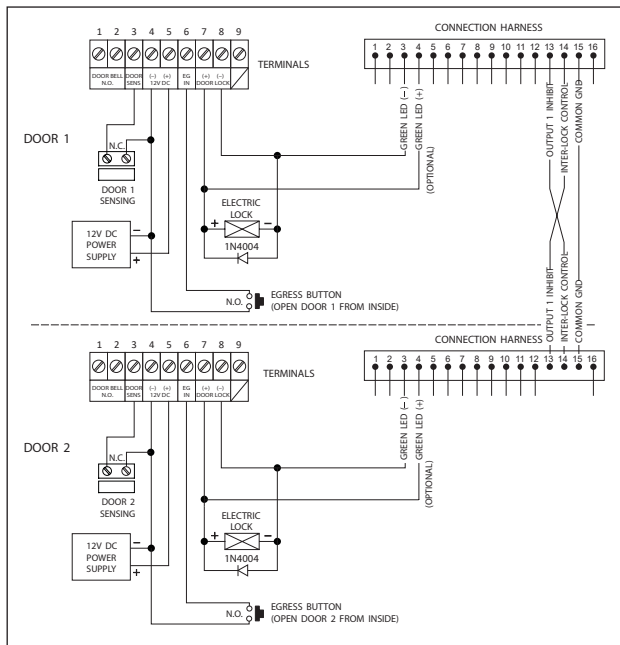 1 2 3 4 5 6 7 8 9
TERMINALS
DOOR BELL
N.O.
DOOR
SENS
(-) (+)
12V DC
EG
IN
(+) (-)
DOOR LOCK
CONNECTION HARNESS
1 2 3 4 5 6 7 8 9 10 11 12 13 14 15 16
GREEN LED (-)
GREEN LED (+)
(OPTIONAL)
OUTPUT 1 INHIBIT
INTER-LOCK CONTROL
COMMON GND
DOOR 1
N.C.
DOOR 1
SENSING
12V DC
POWER
SUPPLY
-
+
ELECTRIC
LOCK
+ -
1N4004
N.O.
EGRESS BUTTON
(OPEN DOOR 1 FROM INSIDE)
OUTPUT 1 INHIBIT
INTER-LOCK CONTROL
COMMON GND
1 2 3 4 5 6 7 8 9
TERMINALS
DOOR BELL
N.O.
DOOR
SENS
(-) (+)
12V DC
EG
IN
(+) (-)
DOOR LOCK
CONNECTION HARNESS
1 2 3 4 5 6 7 8 9 10 11 12 13 14 15 16
GREEN LED (-)
GREEN LED (+)
(OPTIONAL)
DOOR 2
N.C.
DOOR 2
SENSING
12V DC
POWER
SUPPLY
-
+
ELECTRIC
LOCK
+ -
1N4004
N.O.
EGRESS BUTTON
(OPEN DOOR 2 FROM INSIDE)